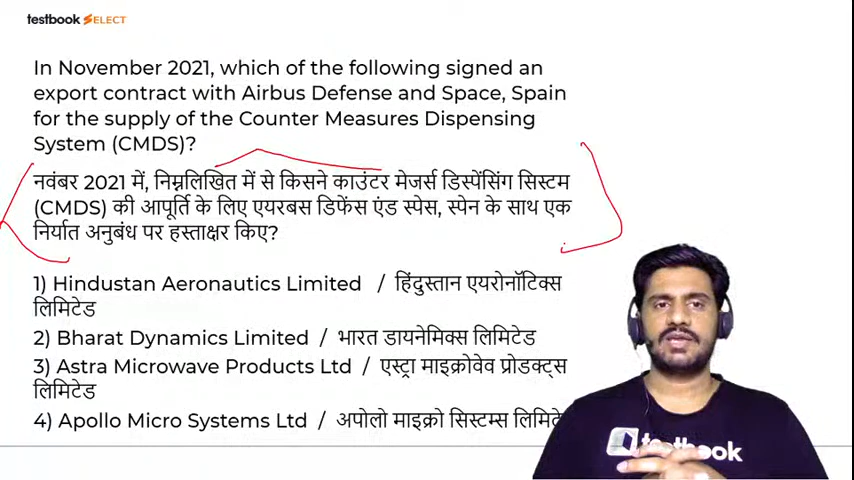 testbook SELECT
In November 2021, which of the following signed an
export contract with Airbus Defense and Space, Spain
for the supply of the Counter Measures Dispensing
System (CMDS)?
नवंबर 2021 में, निम्नलिखित में से किसने काउंटर मेजर्स डिस्पेंसिंग सिस्टम
(CMDS) की आपूर्ति के लिए एयरबस डिफेंस एंड स्पेस, स्पेन के साथ एक
निर्यात अनुबंध पर हस्ताक्षर किए?
1) Hindustan Aeronautics Limited / हिंदुस्तान एयरोनॉटिक्स
लिमिटेड
2) Bharat Dynamics Limited / भारत डायनेमिक्स लिमिटेड
3) Astra Microwave Products Ltd / एस्ट्रा माइक्रोवेव प्रोडक्ट्स
लिमिटेड
4) Apollo Micro Systems Ltd / अपोलो माइक्रो सिस्टम्स